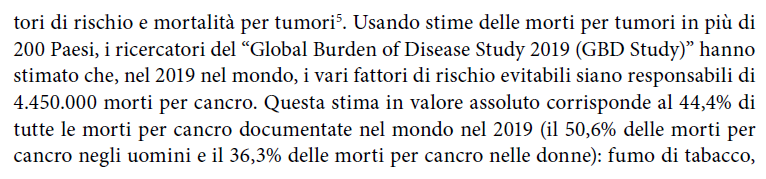 tori di rischio e mortalità per tumori⁵. Usando stime delle morti per tumori in più di
200 Paesi, i ricercatori del “Global Burden of Disease Study 2019 (GBD Study)” hanno
stimato che, nel 2019 nel mondo, i vari fattori di rischio evitabili siano responsabili di
4.450.000 morti per cancro. Questa stima in valore assoluto corrisponde al 44,4% di
tutte le morti per cancro documentate nel mondo nel 2019 (il 50,6% delle morti per
cancro negli uomini e il 36,3% delle morti per cancro nelle donne): fumo di tabacco,